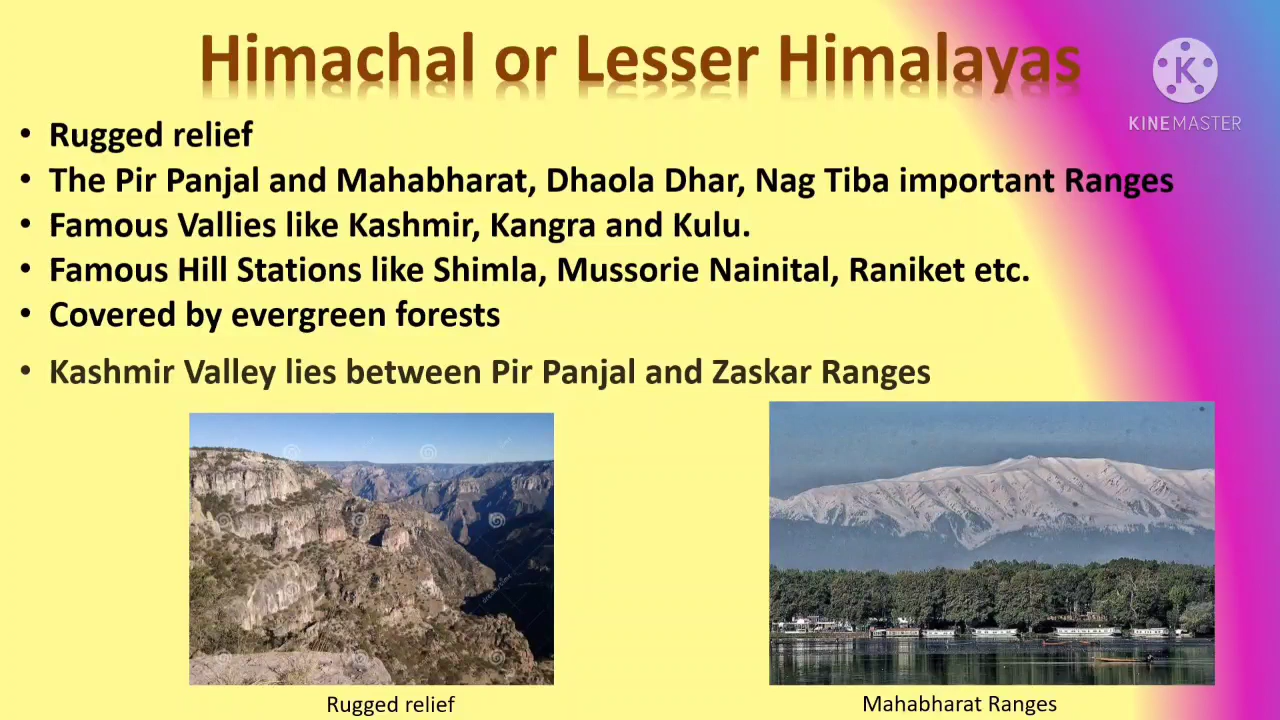 Himachal or Lesser Himalayas
KINEMASTER
• Rugged relief
• The Pir Panjal and Mahabharat, Dhaola Dhar, Nag Tiba important Ranges
• Famous Vallies like Kashmir, Kangra and Kulu.
• Famous Hill Stations like Shimla, Mussorie Nainital, Raniket etc.
• Covered by evergreen forests
• Kashmir Valley lies between Pir Panjal and Zaskar Ranges
Rugged relief
Mahabharat Ranges